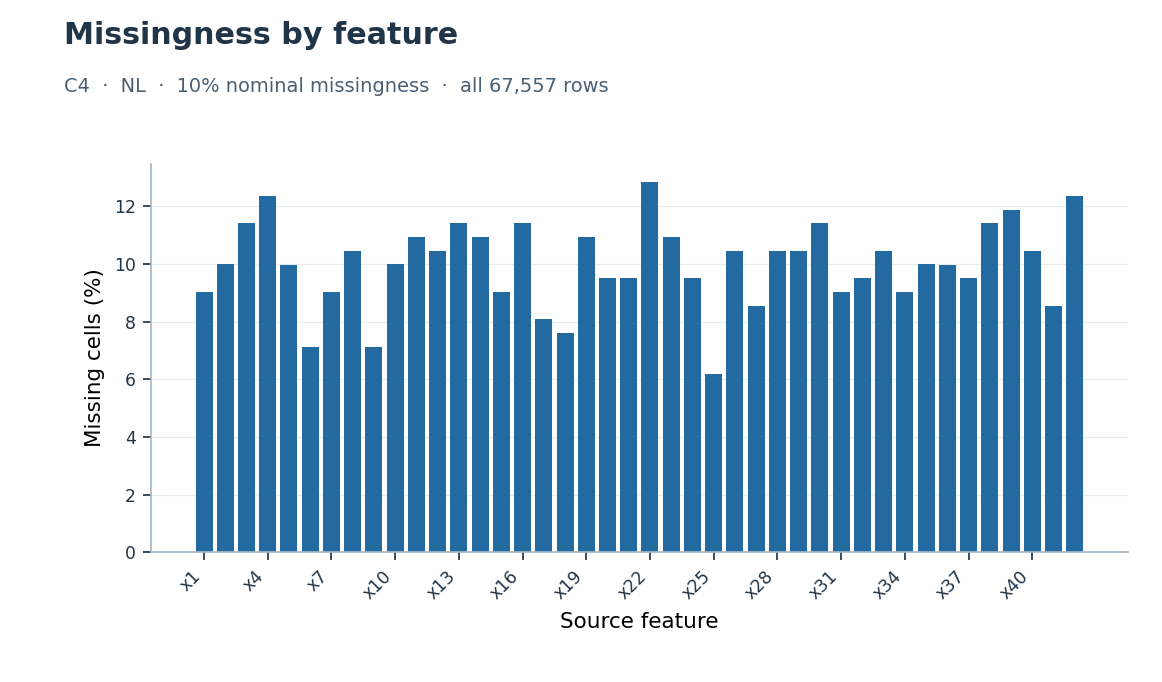 Missingness by feature
C4 · NL · 10% nominal missingness · all 67,557 rows
Missing cells (%)
12
10
8
6
4
2
0
x1 x4 x7 x10 x13 x16 x19 x22 x25 x28 x31 x34 x37 x40
Source feature